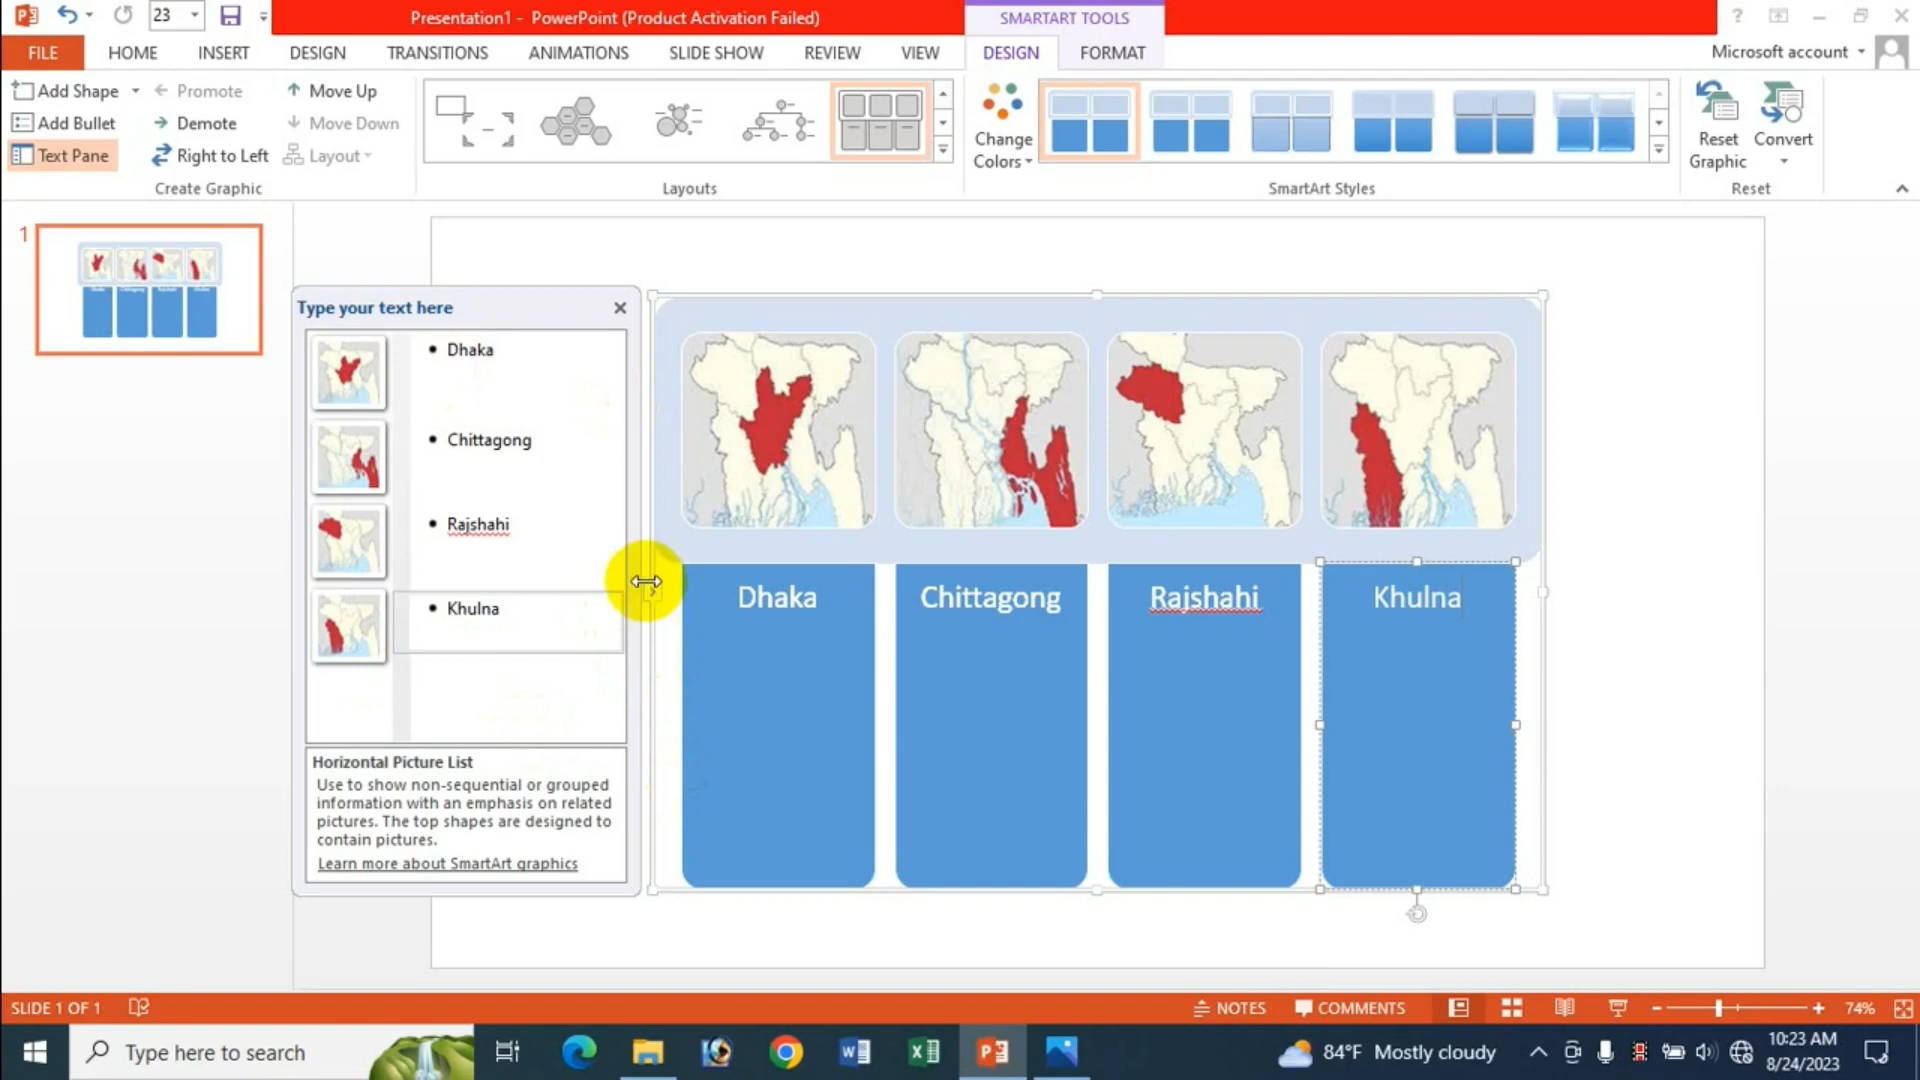 23
Presentation1 - PowerPoint (Product Activation Failed)
SMARTART TOOLS
?
FILE
HOME
INSERT
DESIGN
TRANSITIONS
ANIMATIONS
SLIDE SHOW
REVIEW
VIEW
DESIGN
FORMAT
Microsoft account
Add Shape
Promote
Move Up
Add Bullet
Demote
Move Down
Text Pane
Right to Left
Layout
Create Graphic
Layouts
Change
Colors
SmartArt Styles
Reset
Graphic
Convert
Reset
1
Type your text here
• Dhaka
• Chittagong
• Rajshahi
• Khulna
Horizontal Picture List
Use to show non-sequential or grouped
information with an emphasis on related
pictures. The top shapes are designed to
contain pictures.
Learn more about SmartArt graphics
Dhaka
Chittagong
Rajshahi
Khulna
SLIDE 1 OF 1
NOTES
COMMENTS
74%
Type here to search
84°F Mostly cloudy
10:23 AM
8/24/2023